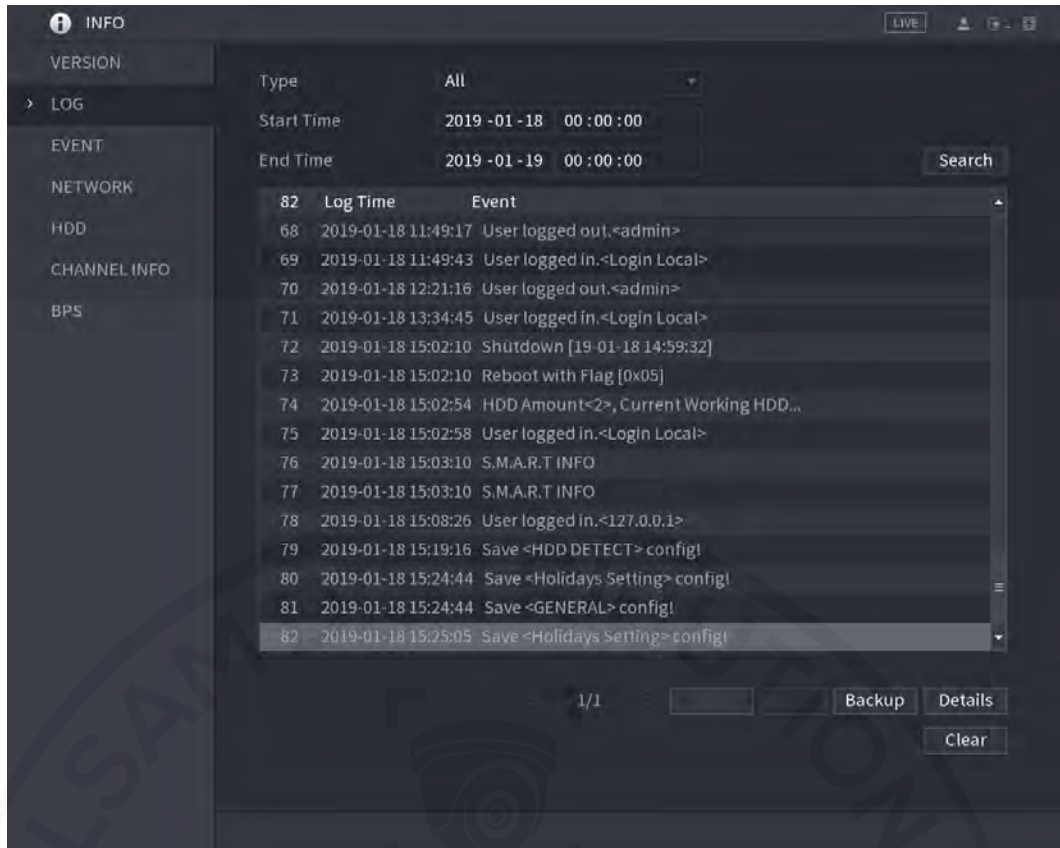 INFO
LIVE
VERSION
LOG
EVENT
NETWORK
HDD
CHANNEL INFO
BPS
Type All
Start Time 2019 -01 -18 00 :00 :00
End Time 2019 -01 -19 00 :00 :00
Search
82 Log Time Event
68 2019-01-18 11:49:17 User logged out.<admin>
69 2019-01-18 11:49:43 User logged in.<Login Local>
70 2019-01-18 12:21:16 User logged out.<admin>
71 2019-01-18 13:34:45 User logged in.<Login Local>
72 2019-01-18 15:02:10 Shutdown [19-01-18 14:59:32]
73 2019-01-18 15:02:10 Reboot with Flag [0x05]
74 2019-01-18 15:02:54 HDD Amount<2>, Current Working HDD...
75 2019-01-18 15:02:58 User logged in.<Login Local>
76 2019-01-18 15:03:10 S.M.A.R.T INFO
77 2019-01-18 15:03:10 S.M.A.R.T INFO
78 2019-01-18 15:08:26 User logged in.<127.0.0.1>
79 2019-01-18 15:19:16 Save <HDD DETECT> config!
80 2019-01-18 15:24:44 Save <Holidays Setting> config!
81 2019-01-18 15:24:44 Save <GENERAL> config!
82 2019-01-18 15:25:05 Save <Holidays Setting> config!
1/1
Backup Details
Clear